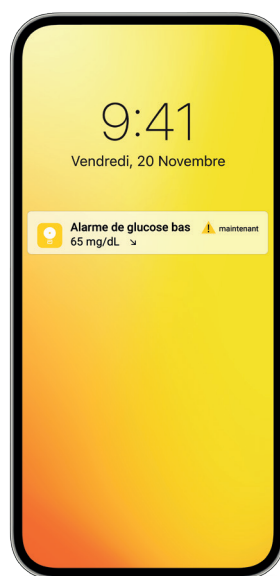 9:41
Vendredi, 20 Novembre
Alarme de glucose bas maintenant
65 mg/dL ↘